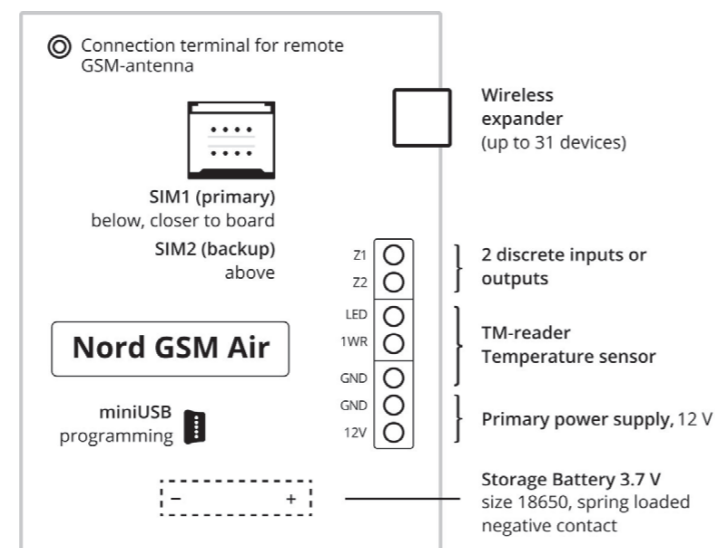 Connection terminal for remote
GSM-antenna
Wireless
expander
(up to 31 devices)
SIM1 (primary)
below, closer to board
SIM2 (backup)
above
Z1
Z2
2 discrete inputs or
outputs
LED
1WR
GND
TM-reader
Temperature sensor
Nord GSM Air
GND
12V
Primary power supply, 12 V
miniUSB
programming
− +
Storage Battery 3.7 V
size 18650, spring loaded
negative contact